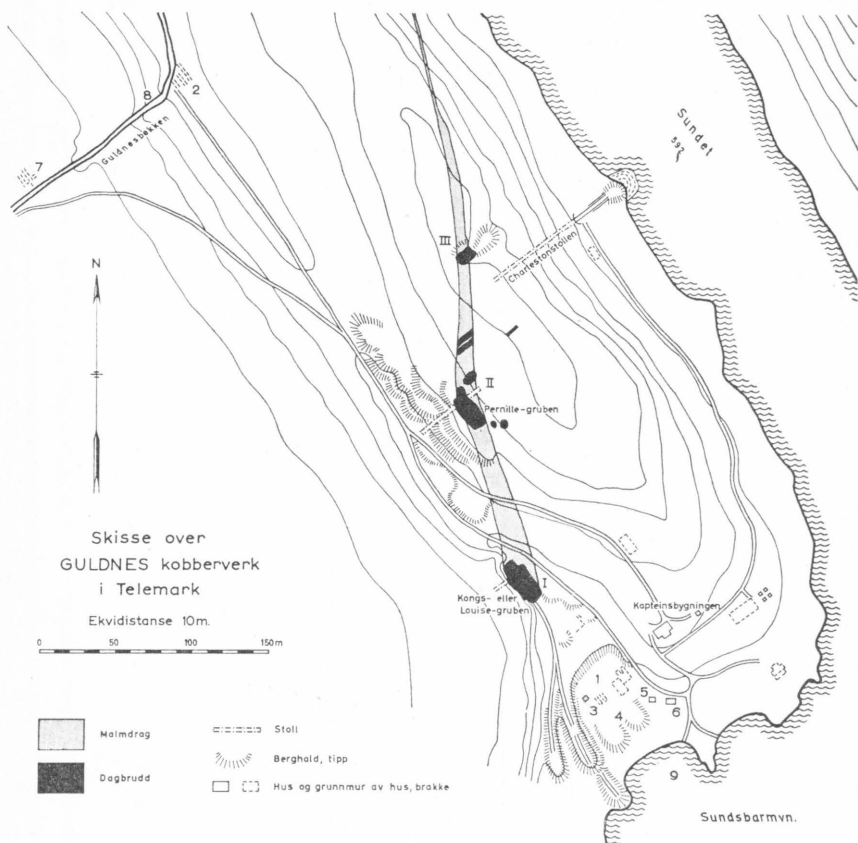 8
2
7
Guldnesbekken
Sundet
592
III
Charlestonstollen
N
II
Pernille-gruben
Skisse over
GULDNES kobberverk
i Telemark
Ekvidistanse 10m.
0 50 100 150m
I
Kongs- eller
Louise-gruben
Kapteinsbygningen
1
3
4
5
6
9
Malmdrag
Dagbrudd
Stoll
Berghald, tipp
Hus og grunnmur av hus, brakke
Sundsbarmvn.